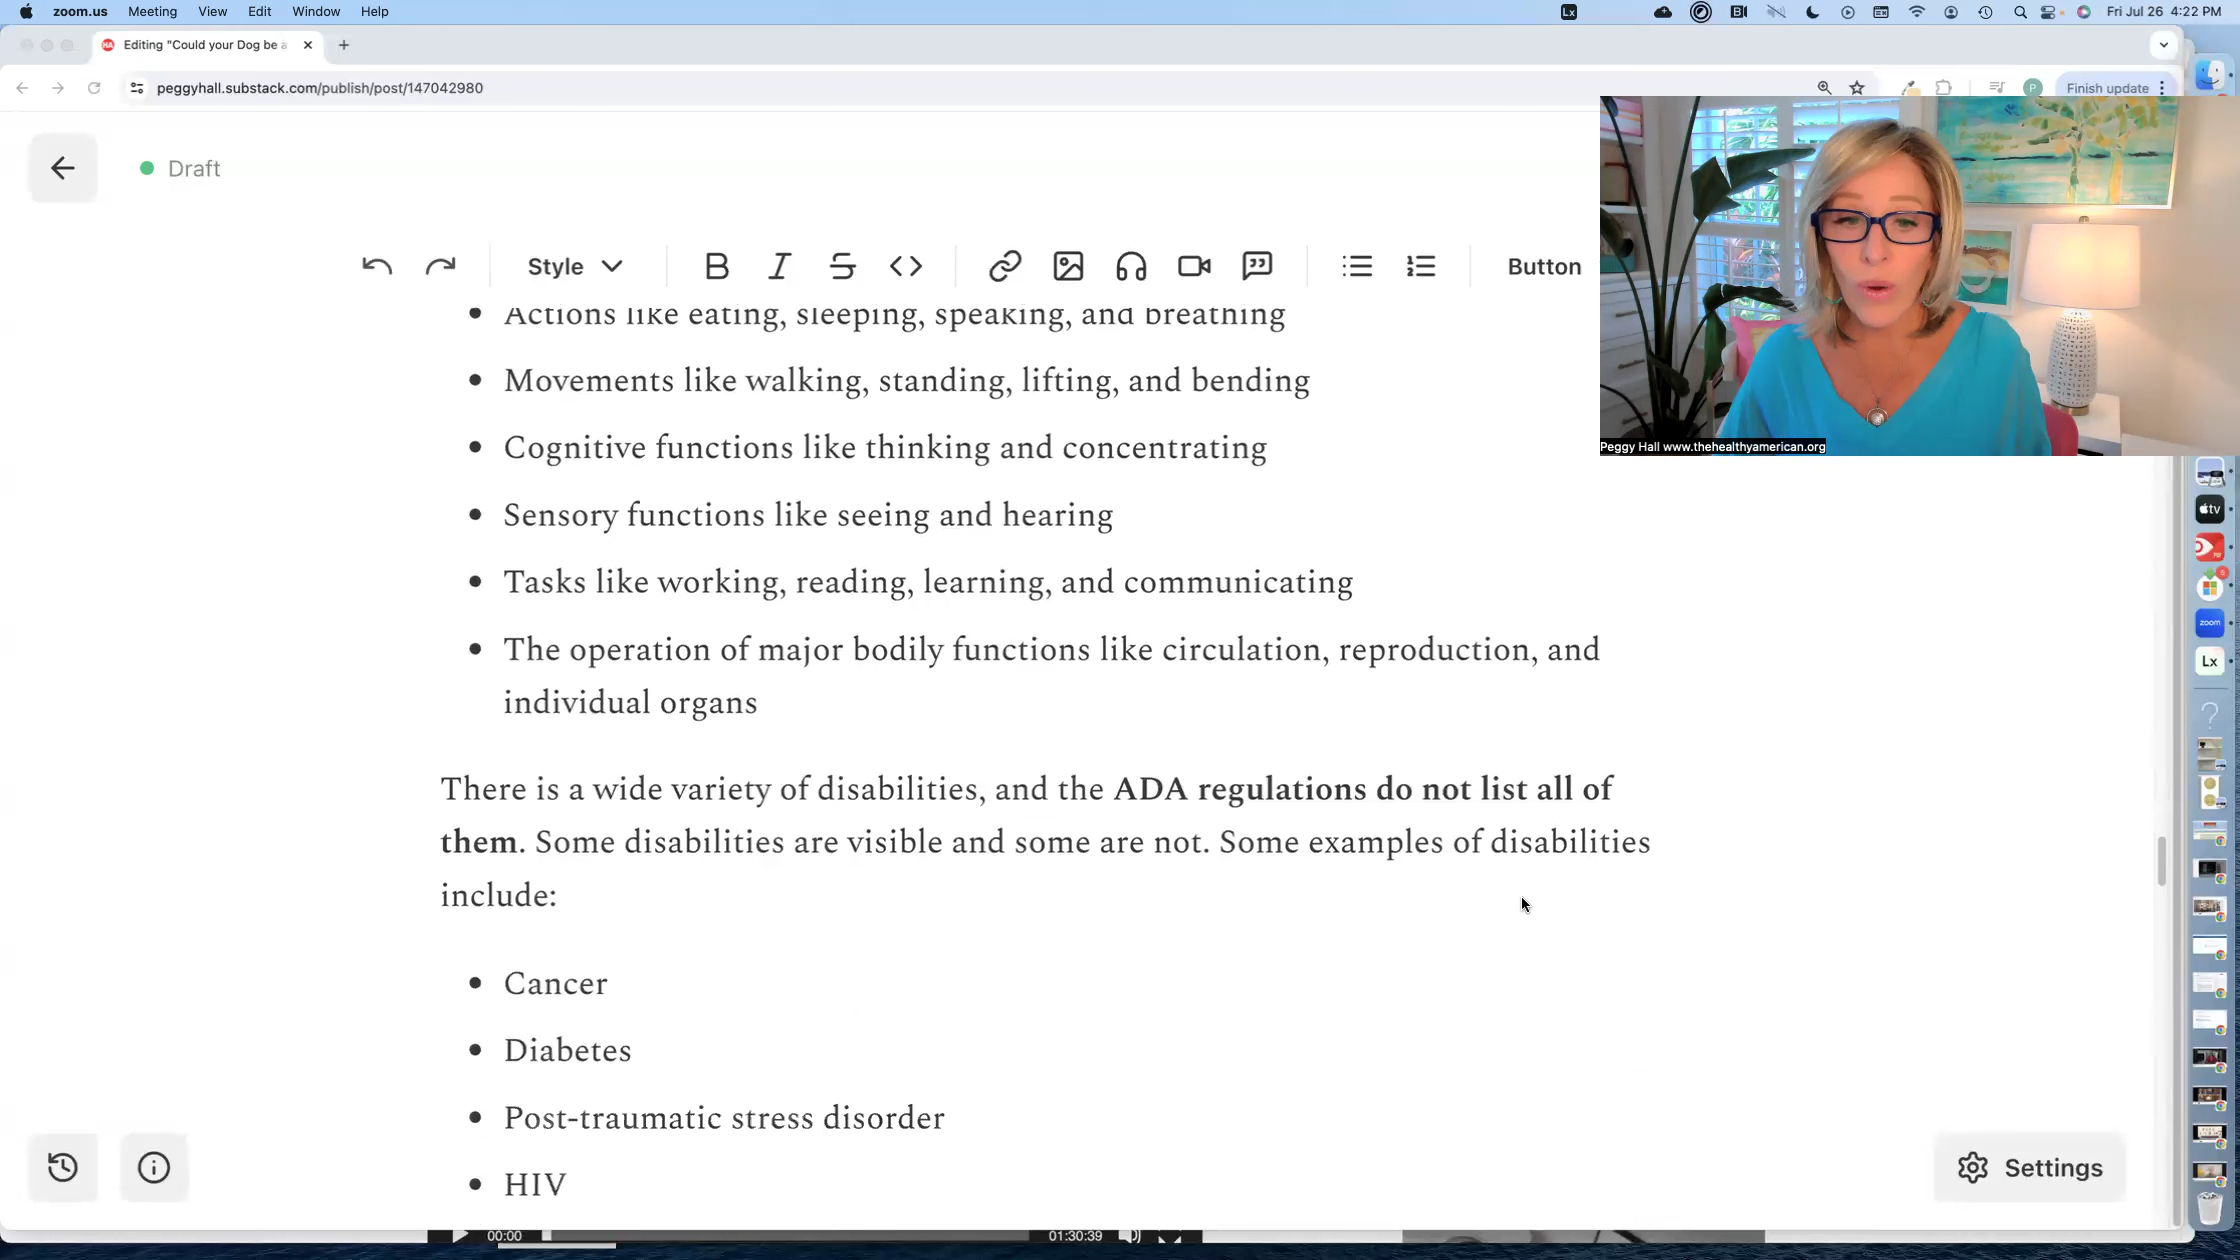 zoom.us Meeting View Edit Window Help
Lx
Fri Jul 26 4:22 PM
Editing "Could your Dog be a
peggyhall.substack.com/publish/post/147042980
P
Finish update
Draft
Style
Button
Peggy Hall www.thehealthyamerican.org
Actions like eating, sleeping, speaking, and breathing
Movements like walking, standing, lifting, and bending
Cognitive functions like thinking and concentrating
Sensory functions like seeing and hearing
Tasks like working, reading, learning, and communicating
The operation of major bodily functions like circulation, reproduction, and
individual organs
There is a wide variety of disabilities, and the ADA regulations do not list all of
them. Some disabilities are visible and some are not. Some examples of disabilities
include:
Cancer
Diabetes
Post-traumatic stress disorder
HIV
Settings
00:00
01:30:39
tv
zoom
Lx